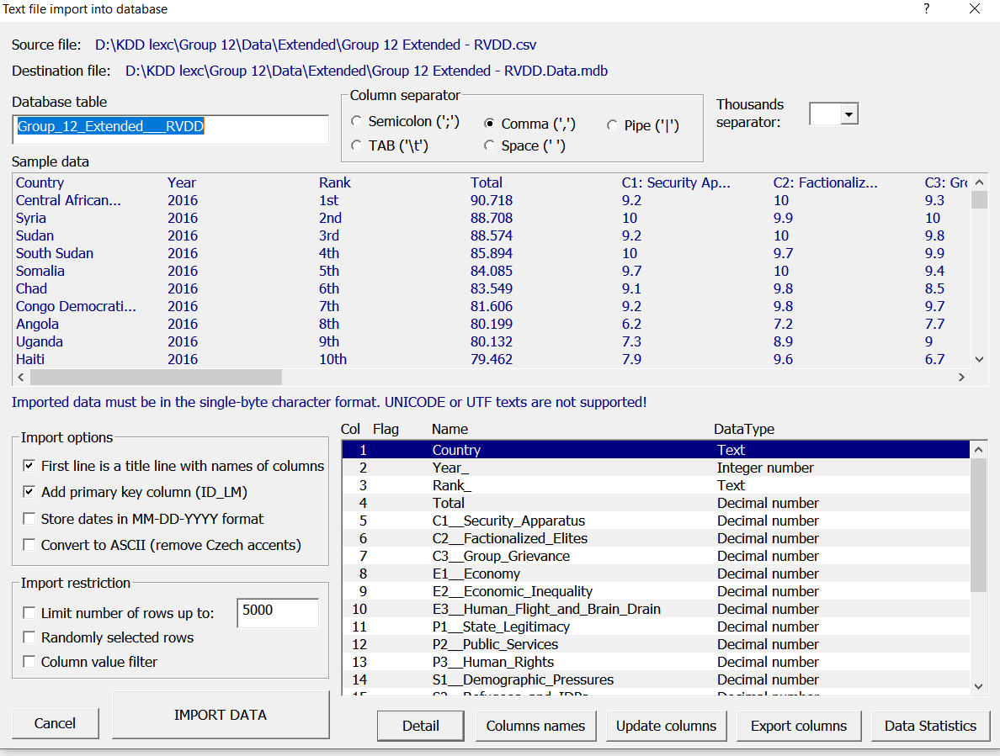 Text file import into database ?
Source file: D:\KDD lexc\Group 12\Data\Extended\Group 12 Extended - RVDD.csv
Destination file: D:\KDD lexc\Group 12\Data\Extended\Group 12 Extended - RVDD.Data.mdb
Database table
Group_12_Extended___RVDD
Column separator
Semicolon (';') Comma (',') Pipe ('|')
TAB ('\t') Space (' ')
Thousands
separator:
Sample data
Country Year Rank Total C1: Security Ap... C2: Factionaliz... C3: Gro
Central African... 2016 1st 90.718 9.2 10 9.3
Syria 2016 2nd 88.708 10 9.9 10
Sudan 2016 3rd 88.574 9.2 10 9.8
South Sudan 2016 4th 85.894 10 9.7 9.9
Somalia 2016 5th 84.085 9.7 10 9.4
Chad 2016 6th 83.549 9.1 9.8 8.5
Congo Democrati... 2016 7th 81.606 9.2 9.8 9.7
Angola 2016 8th 80.199 6.2 7.2 7.7
Uganda 2016 9th 80.132 7.3 8.9 9
Haiti 2016 10th 79.462 7.9 9.6 6.7
Imported data must be in the single-byte character format. UNICODE or UTF texts are not supported!
Import options
First line is a title line with names of columns
Add primary key column (ID_LM)
Store dates in MM-DD-YYYY format
Convert to ASCII (remove Czech accents)
Import restriction
Limit number of rows up to: 5000
Randomly selected rows
Column value filter
Col Flag Name DataType
1 Country Text
2 Year_ Integer number
3 Rank_ Text
4 Total Decimal number
5 C1__Security_Apparatus Decimal number
6 C2__Factionalized_Elites Decimal number
7 C3__Group_Grievance Decimal number
8 E1__Economy Decimal number
9 E2__Economic_Inequality Decimal number
10 E3__Human_Flight_and_Brain_Drain Decimal number
11 P1__State_Legitimacy Decimal number
12 P2__Public_Services Decimal number
13 P3__Human_Rights Decimal number
14 S1__Demographic_Pressures Decimal number
15 S2__Refugees_and_IDPs Decimal number
Cancel IMPORT DATA Detail Columns names Update columns Export columns Data Statistics